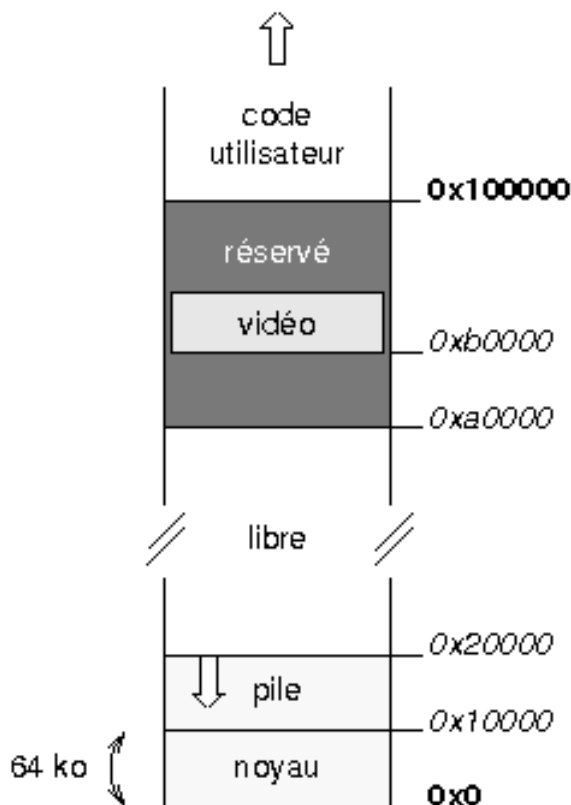 code
utilisateur
0x100000
réservé
vidéo
0xb0000
0xa0000
libre
0x20000
pile
0x10000
64 ko
noyau
0x0